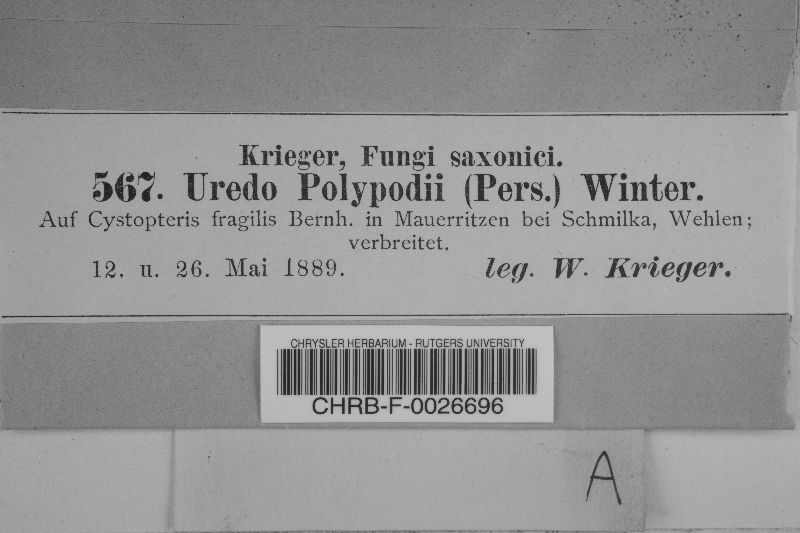 Krieger, Fungi saxonici.
567. Uredo Polypodii (Pers.) Winter.
Auf Cystopteris fragilis Bernh. in Mauerritzen bei Schmilka, Wehlen;
verbreitet.
12. u. 26. Mai 1889. leg. W. Krieger.
CHRYSLER HERBARIUM - RUTGERS UNIVERSITY
CHRB-F-0026696
A